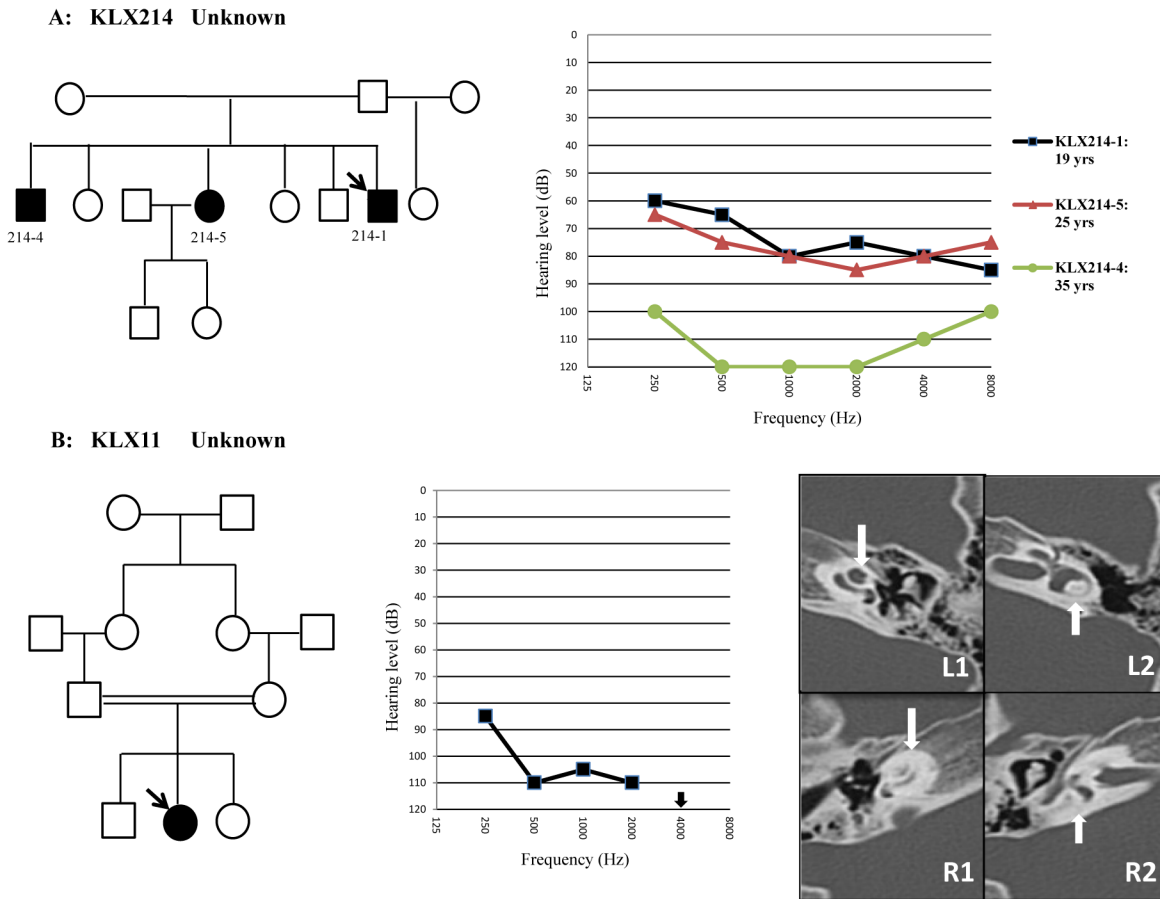 A: KLX214 Unknown
214-4
214-5
214-1
Hearing level (dB)
0
10
20
30
40
50
60
70
80
90
100
110
120
125
250
500
1000
2000
4000
8000
Frequency (Hz)
KLX214-1:
19 yrs
KLX214-5:
25 yrs
KLX214-4:
35 yrs
B: KLX11 Unknown
Hearing level (dB)
0
10
20
30
40
50
60
70
80
90
100
110
120
125
250
500
1000
2000
4000
8000
Frequency (Hz)
L1
L2
R1
R2